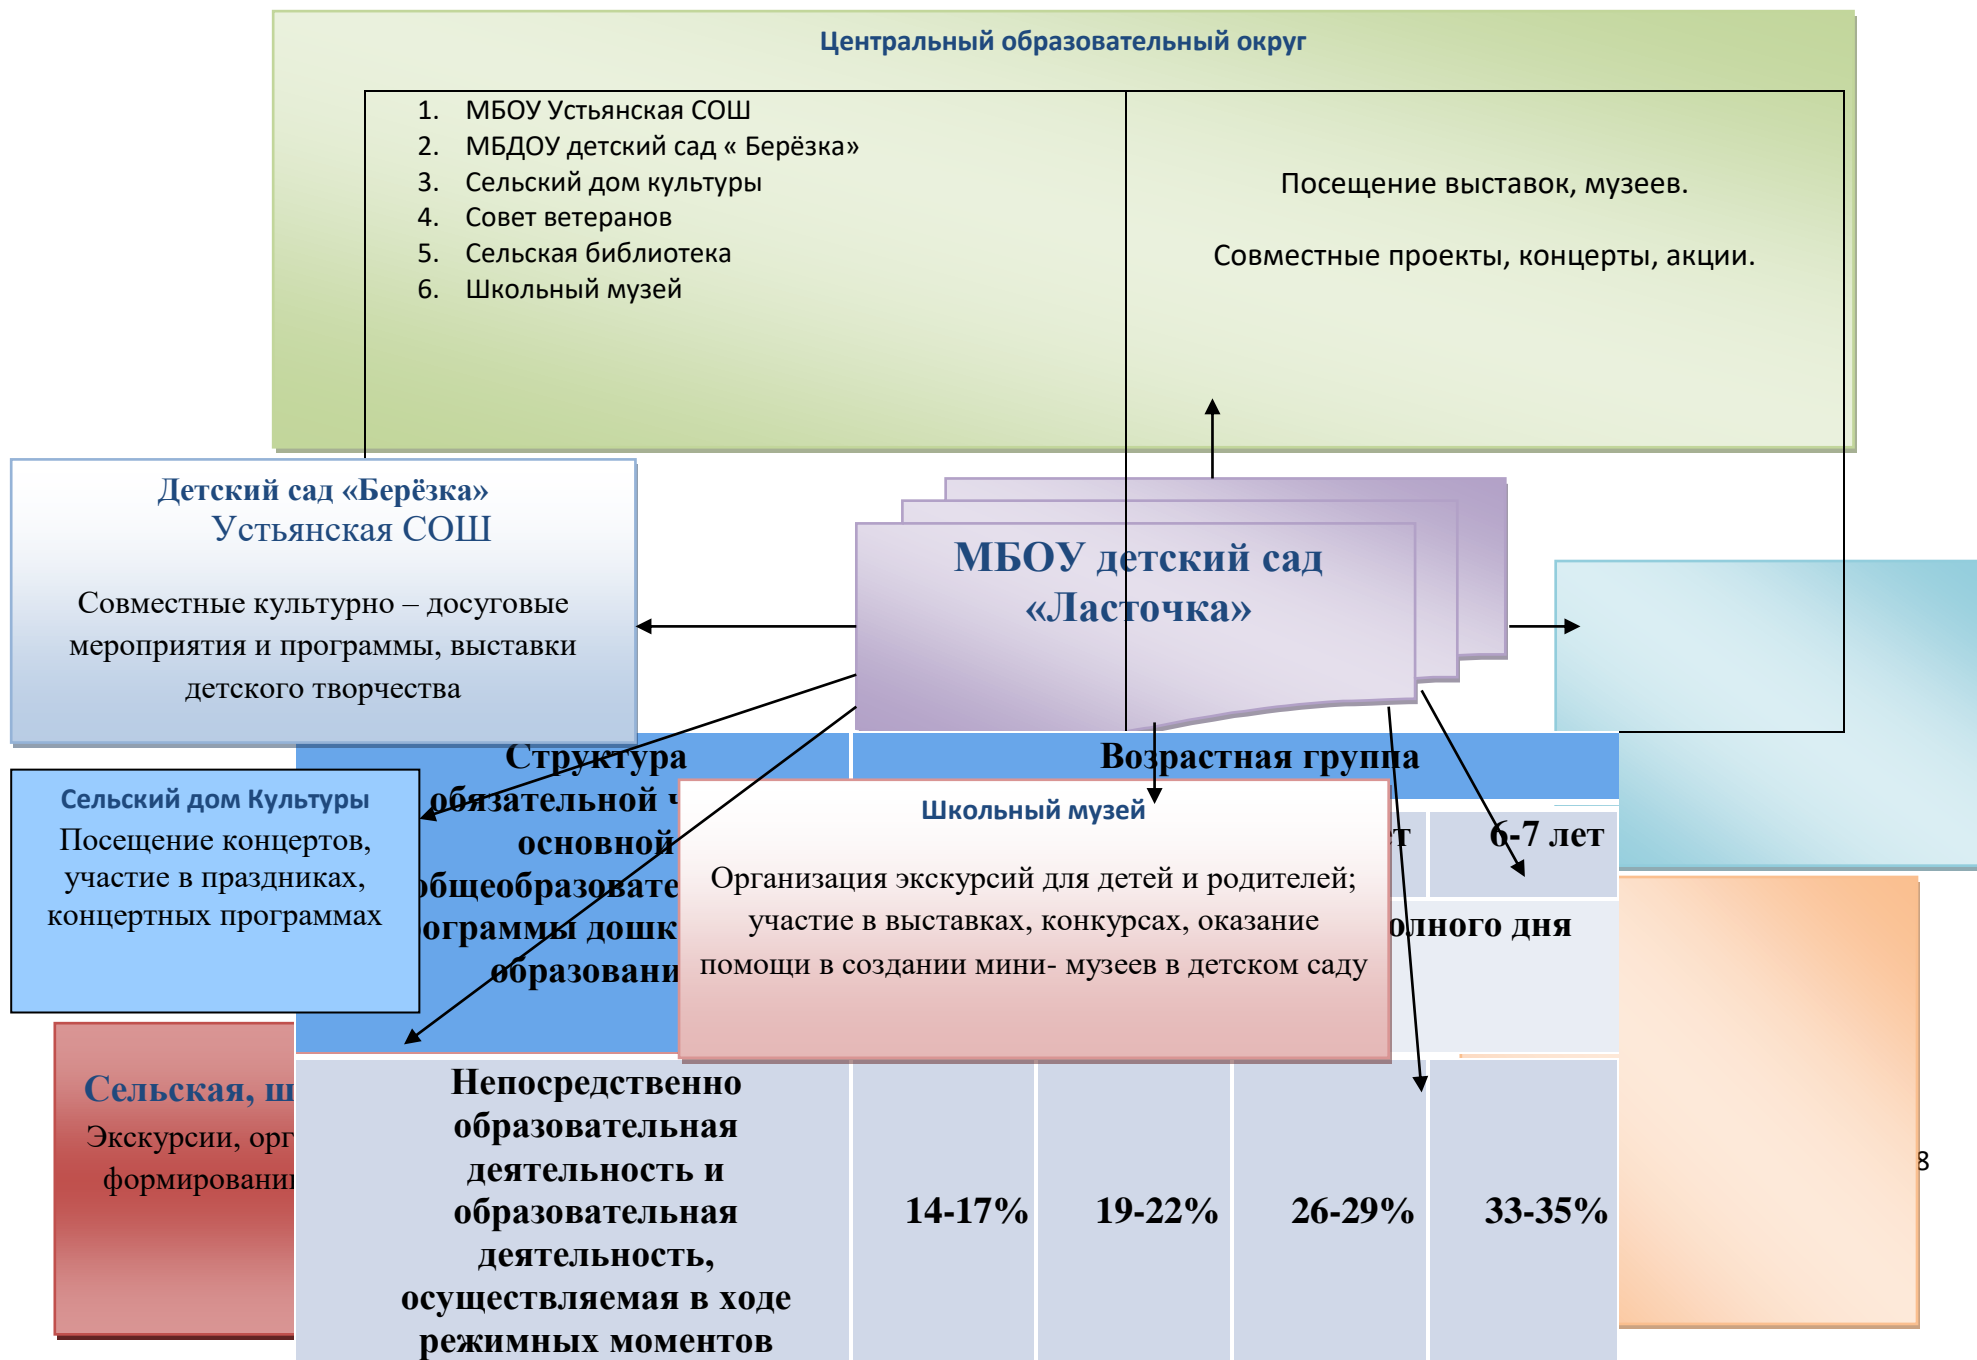 Центральный образовательный округ
1. МБОУ Устьянская СОШ
2. МБДОУ детский сад « Берёзка»
3. Сельский дом культуры
4. Совет ветеранов
5. Сельская библиотека
6. Школьный музей
Посещение выставок, музеев.
Совместные проекты, концерты, акции.
Детский сад «Берёзка»
Устьянская СОШ
Совместные культурно – досуговые
мероприятия и программы, выставки
детского творчества
МБОУ детский сад
«Ласточка»
Сельский дом Культуры
Посещение концертов,
участие в праздниках,
концертных программах
Структура
обязательной
основной
дошк
образовани
Возрастная группа
6-7 лет
олного дня
Школьный музей
Организация экскурсий для детей и родителей;
участие в выставках, конкурсах, оказание
помощи в создании мини- музеев в детском саду
Сельская, ш
Экскурсии, орг
формировани
Непосредственно
образовательная
деятельность и
образовательная
деятельность,
осуществляемая в ходе
режимных моментов
14-17% 19-22% 26-29% 33-35%
8